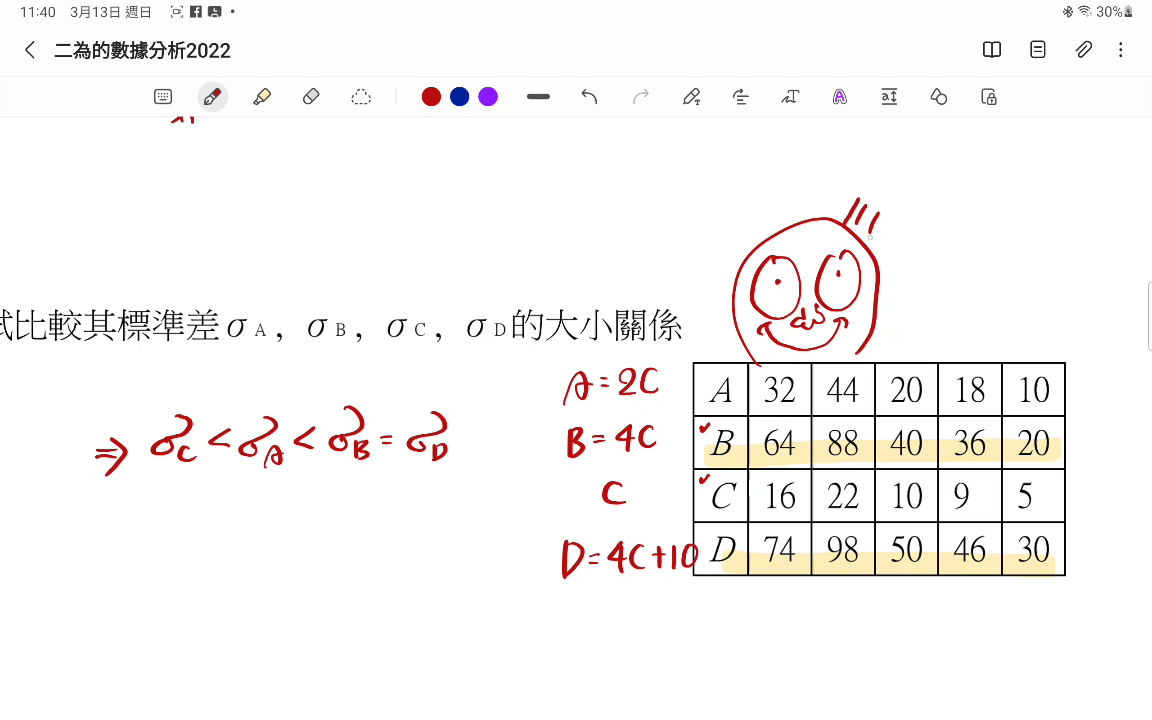 11:40 3月13日 週日 30%
二為的數據分析2022
試比較其標準差σA, σB, σC, σD的大小關係
⇒ σC < σA < σB = σD
A=2C
B=4C
C
D=4C+10
A 32 44 20 18 10
B 64 88 40 36 20
C 16 22 10 9 5
D 74 98 50 46 30